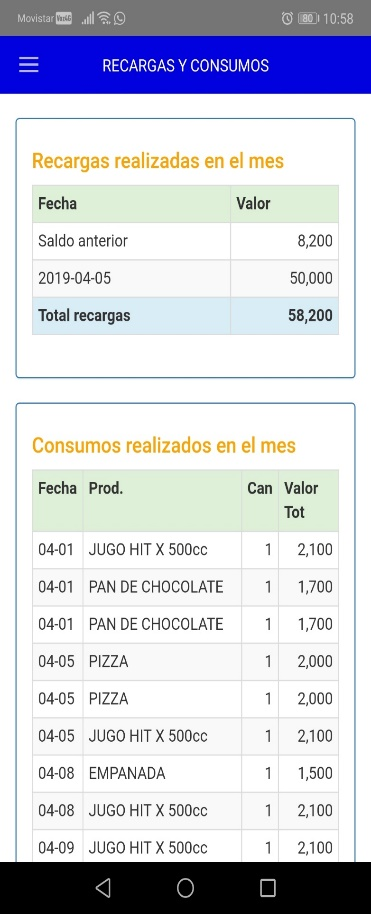 Movistar VoLTE 80 10:58
RECARGAS Y CONSUMOS
Recargas realizadas en el mes
Fecha Valor
Saldo anterior 8,200
2019-04-05 50,000
Total recargas 58,200
Consumos realizados en el mes
Fecha Prod. Can Valor
Tot
04-01 JUGO HIT X 500cc 1 2,100
04-01 PAN DE CHOCOLATE 1 1,700
04-01 PAN DE CHOCOLATE 1 1,700
04-05 PIZZA 1 2,000
04-05 PIZZA 1 2,000
04-05 JUGO HIT X 500cc 1 2,100
04-08 EMPANADA 1 1,500
04-08 JUGO HIT X 500cc 1 2,100
04-09 JUGO HIT X 500cc 1 2,100